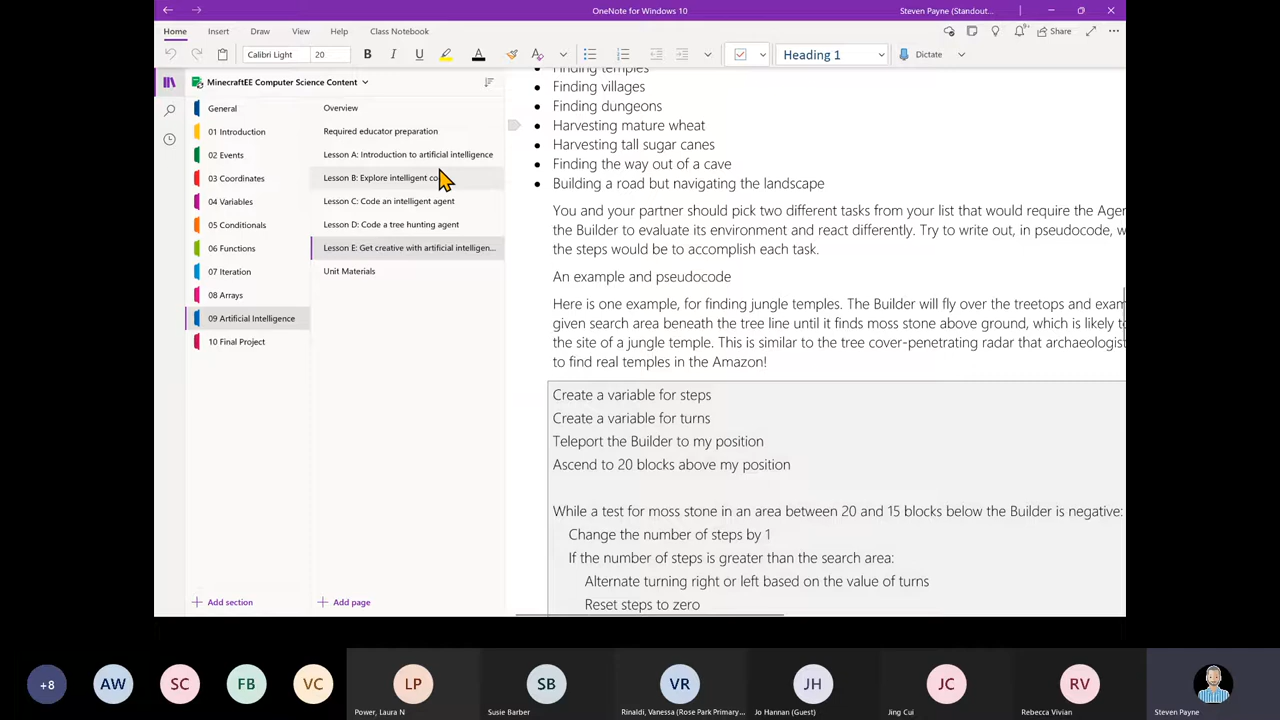 OneNote for Windows 10
Steven Payne (Standout...
Home
Insert
Draw
View
Help
Class Notebook
Share
Calibri Light
20
B
I
U
A
A
Heading 1
Dictate
MinecraftEE Computer Science Content
General
01 Introduction
02 Events
03 Coordinates
04 Variables
05 Conditionals
06 Functions
07 Iteration
08 Arrays
09 Artificial Intelligence
10 Final Project
Add section
Overview
Required educator preparation
Lesson A: Introduction to artificial intelligence
Lesson B: Explore intelligent co
Lesson C: Code an intelligent agent
Lesson D: Code a tree hunting agent
Lesson E: Get creative with artificial intelligen...
Unit Materials
Add page
Finding temples
Finding villages
Finding dungeons
Harvesting mature wheat
Harvesting tall sugar canes
Finding the way out of a cave
Building a road but navigating the landscape
You and your partner should pick two different tasks from your list that would require the Agen
the Builder to evaluate its environment and react differently. Try to write out, in pseudocode, w
the steps would be to accomplish each task.
An example and pseudocode
Here is one example, for finding jungle temples. The Builder will fly over the treetops and exam
given search area beneath the tree line until it finds moss stone above ground, which is likely to
the site of a jungle temple. This is similar to the tree cover-penetrating radar that archaeologist
to find real temples in the Amazon!
Create a variable for steps
Create a variable for turns
Teleport the Builder to my position
Ascend to 20 blocks above my position
While a test for moss stone in an area between 20 and 15 blocks below the Builder is negative:
Change the number of steps by 1
If the number of steps is greater than the search area:
Alternate turning right or left based on the value of turns
Reset steps to zero
+8
AW
SC
FB
VC
LP
Power, Laura N
SB
Susie Barber
VR
Rinaldi, Vanessa (Rose Park Primary...
JH
Jo Hannan (Guest)
JC
Jing Cui
RV
Rebecca Vivian
Steven Payne